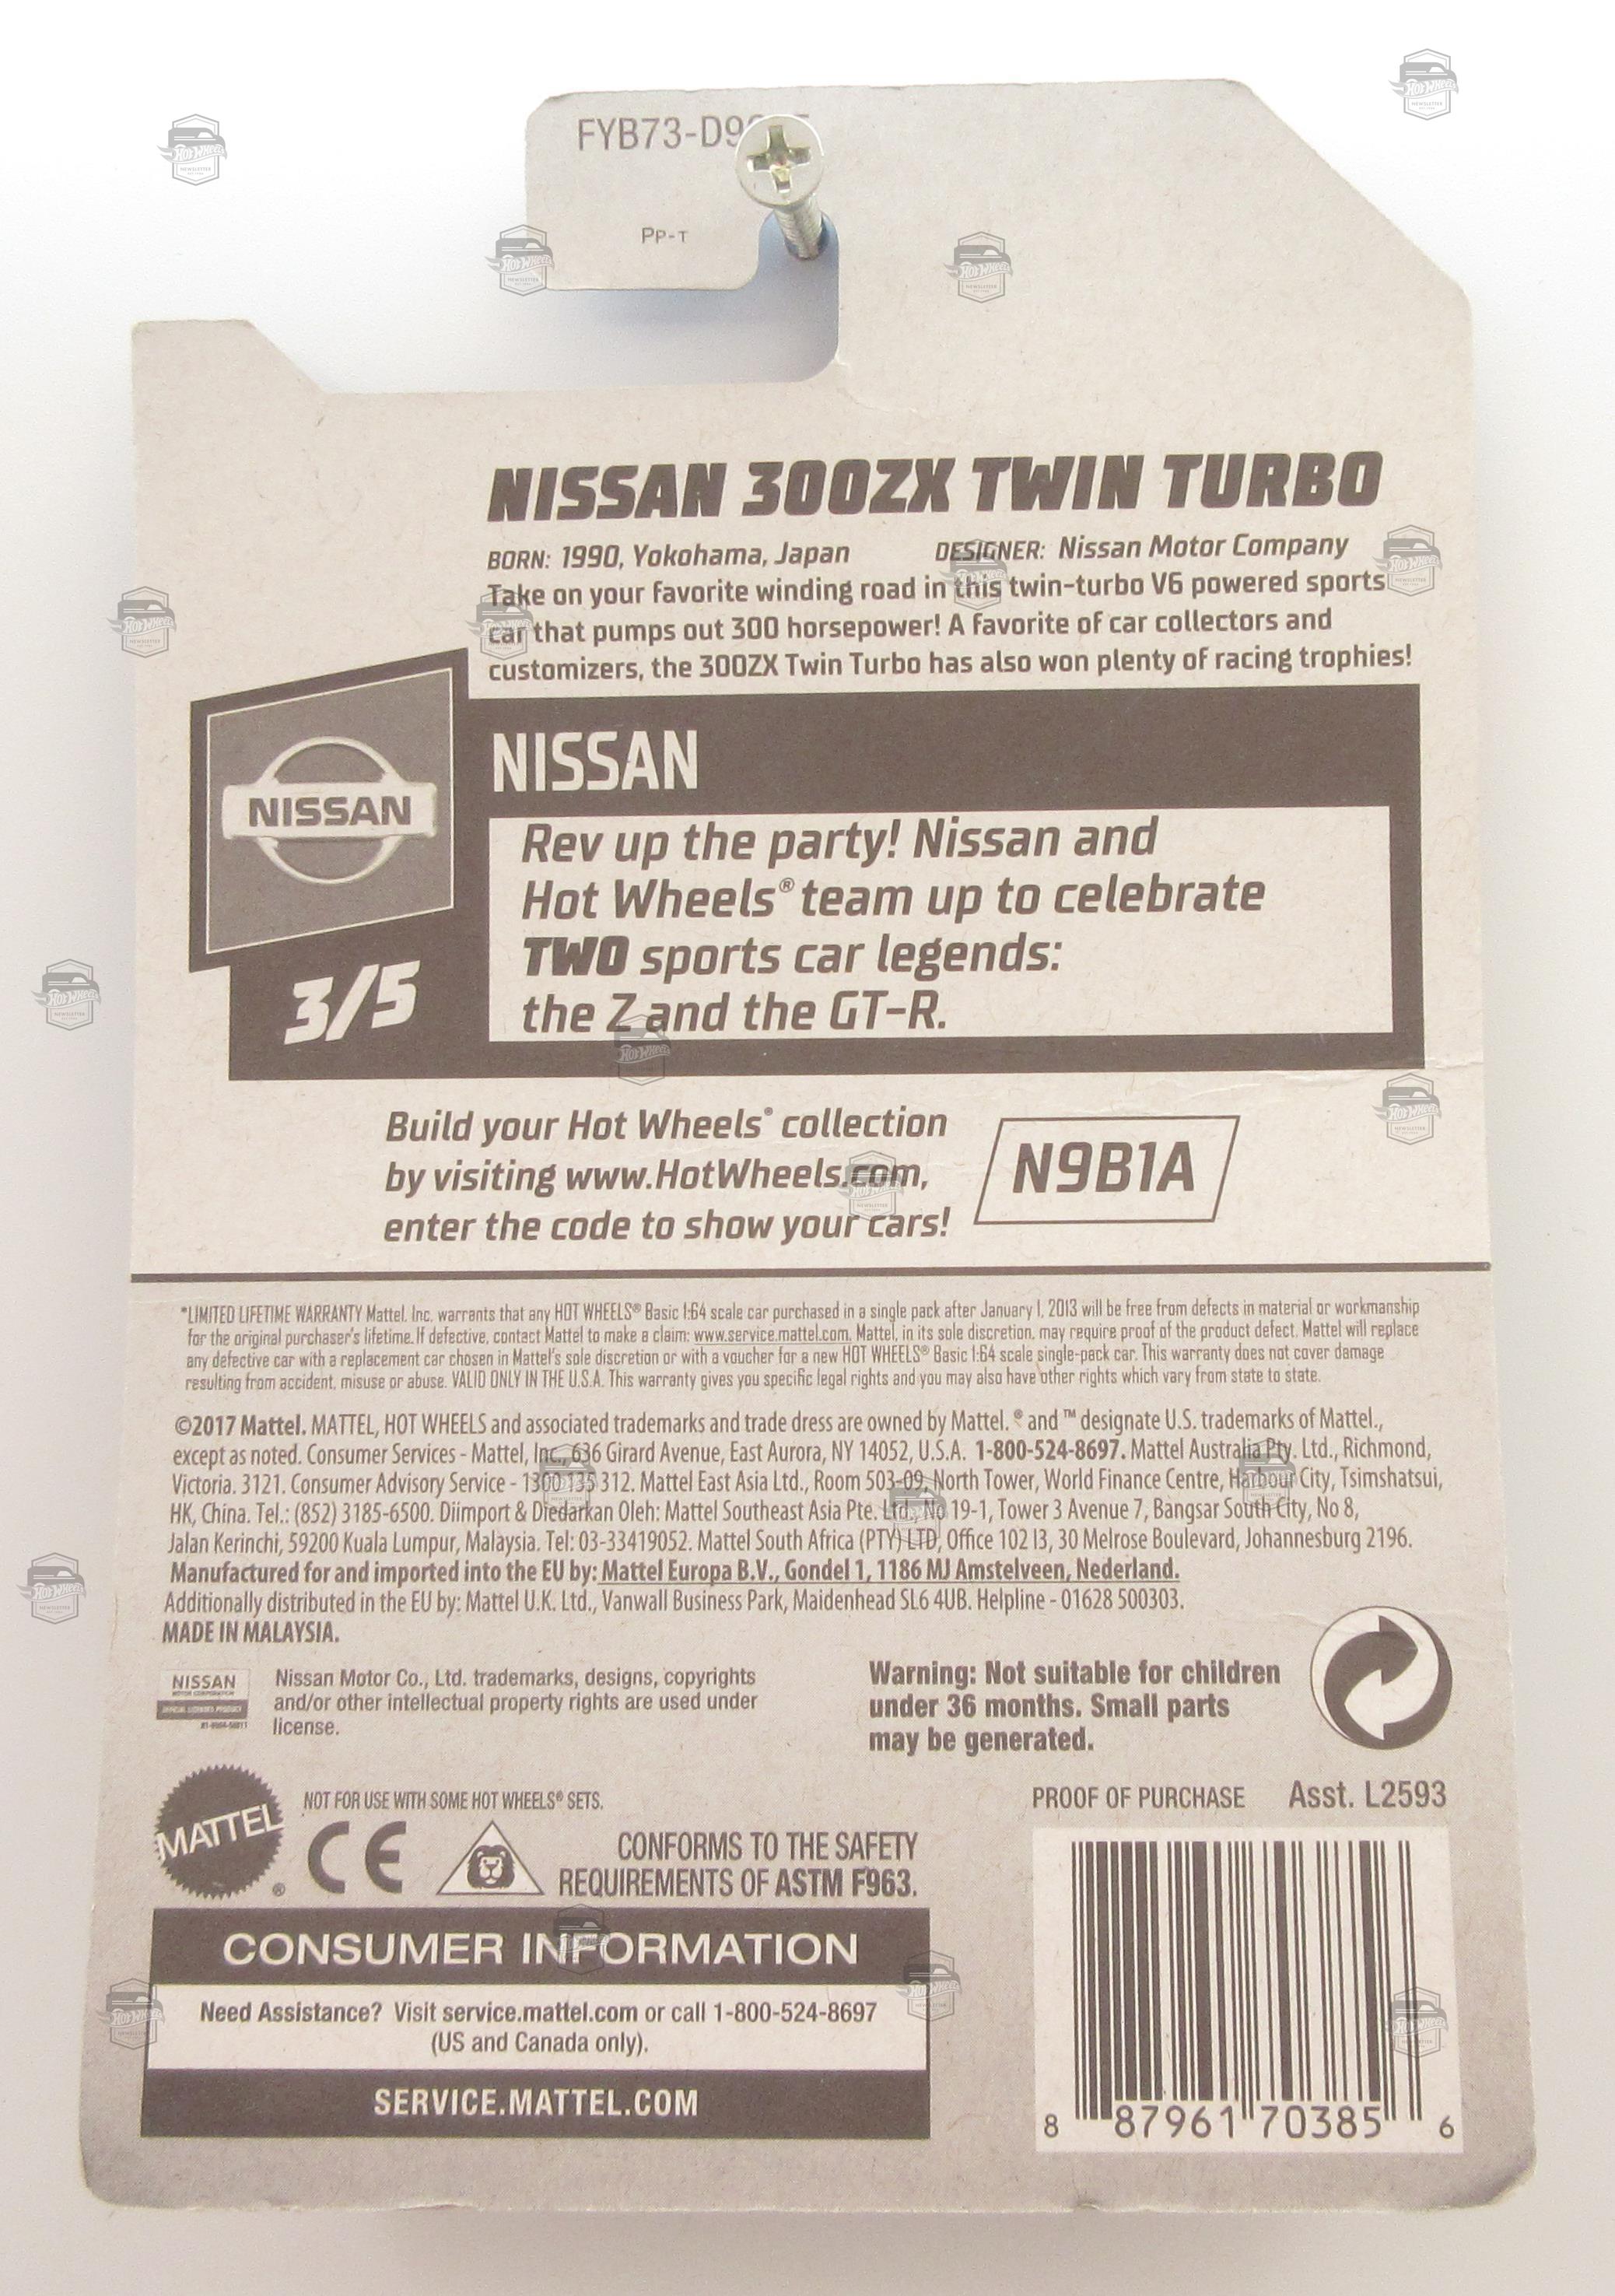 FYB73-D9
PP-T
NISSAN 300ZX TWIN TURBO
BORN: 1990, Yokohama, Japan DESIGNER: Nissan Motor Company
Take on your favorite winding road in this twin-turbo V6 powered sports
car that pumps out 300 horsepower! A favorite of car collectors and
customizers, the 300ZX Twin Turbo has also won plenty of racing trophies!
NISSAN
NISSAN
3/5
Rev up the party! Nissan and
Hot Wheels® team up to celebrate
TWO sports car legends:
the Z and the GT-R.
Build your Hot Wheels® collection
by visiting www.HotWheels.com,
enter the code to show your cars!
N9B1A
*LIMITED LIFETIME WARRANTY Mattel, Inc. warrants that any HOT WHEELS® Basic 1:64 scale car purchased in a single pack after January 1, 2013 will be free from defects in material or workmanship
for the original purchaser's lifetime. If defective, contact Mattel to make a claim: www.service.mattel.com. Mattel, in its sole discretion, may require proof of the product defect. Mattel will replace
any defective car with a replacement car chosen in Mattel's sole discretion or with a voucher for a new HOT WHEELS® Basic 1:64 scale single-pack car. This warranty does not cover damage
resulting from accident, misuse or abuse. VALID ONLY IN THE U.S.A. This warranty gives you specific legal rights and you may also have other rights which vary from state to state.
©2017 Mattel. MATTEL, HOT WHEELS and associated trademarks and trade dress are owned by Mattel. ® and ™ designate U.S. trademarks of Mattel.,
except as noted. Consumer Services - Mattel, Inc., 636 Girard Avenue, East Aurora, NY 14052, U.S.A. 1-800-524-8697. Mattel Australia Pty. Ltd., Richmond,
Victoria. 3121. Consumer Advisory Service - 1300 135 312. Mattel East Asia Ltd., Room 503-09, North Tower, World Finance Centre, Harbour City, Tsimshatsui,
HK, China. Tel.: (852) 3185-6500. Diimport & Diedarkan Oleh: Mattel Southeast Asia Pte. Ltd., No 19-1, Tower 3 Avenue 7, Bangsar South City, No 8,
Jalan Kerinchi, 59200 Kuala Lumpur, Malaysia. Tel: 03-33419052. Mattel South Africa (PTY) LTD, Office 102 I3, 30 Melrose Boulevard, Johannesburg 2196.
Manufactured for and imported into the EU by: Mattel Europa B.V., Gondel 1, 1186 MJ Amstelveen, Nederland.
Additionally distributed in the EU by: Mattel U.K. Ltd., Vanwall Business Park, Maidenhead SL6 4UB. Helpline - 01628 500303.
MADE IN MALAYSIA.
NISSAN
MOTOR CORPORATION
OFFICIAL LICENSED PRODUCT
Nissan Motor Co., Ltd. trademarks, designs, copyrights
and/or other intellectual property rights are used under
license.
Warning: Not suitable for children
under 36 months. Small parts
may be generated.
MATTEL®
NOT FOR USE WITH SOME HOT WHEELS® SETS.
CE
CONFORMS TO THE SAFETY
REQUIREMENTS OF ASTM F963.
PROOF OF PURCHASE Asst. L2593
CONSUMER INFORMATION
Need Assistance? Visit service.mattel.com or call 1-800-524-8697
(US and Canada only).
SERVICE.MATTEL.COM
8 87961 70385 6
HOT WHEELS
NEWSLETTER